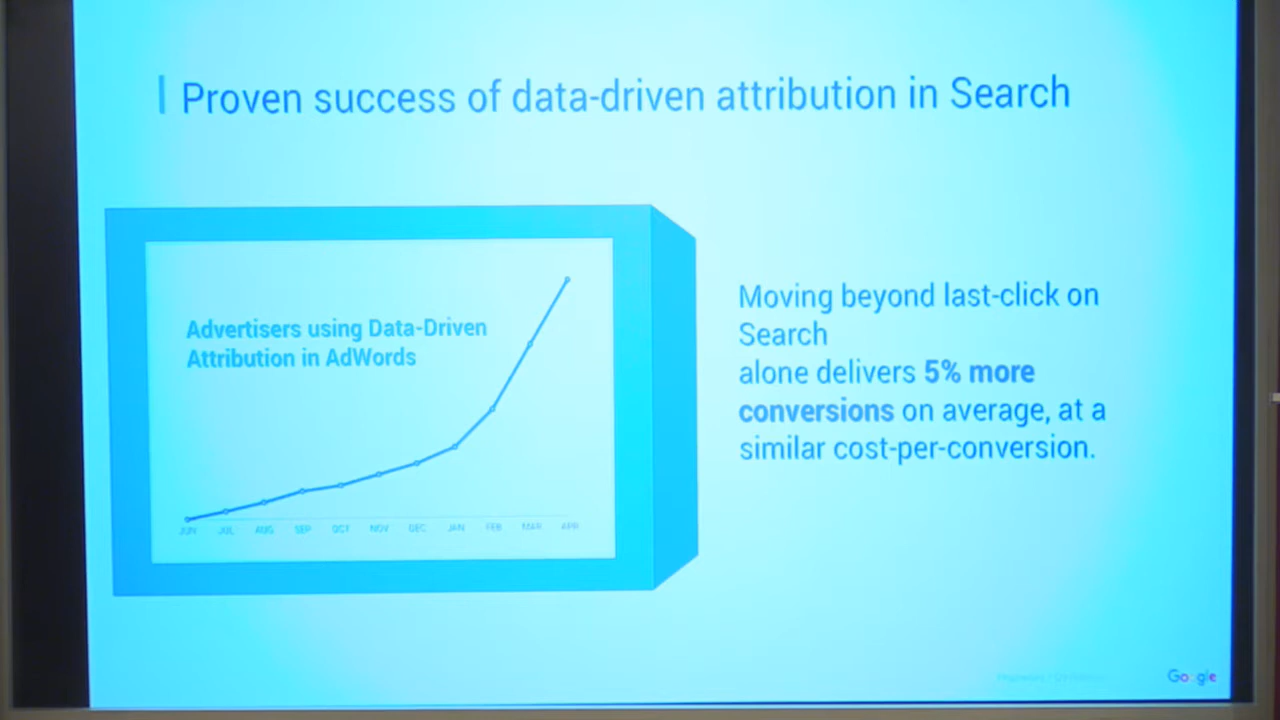 Proven success of data-driven attribution in Search
Advertisers using Data-Driven
Attribution in AdWords
JUN JUL AUG SEP OCT NOV DEC JAN FEB MAR APR
Moving beyond last-click on
Search
alone delivers 5% more
conversions on average, at a
similar cost-per-conversion.
Google